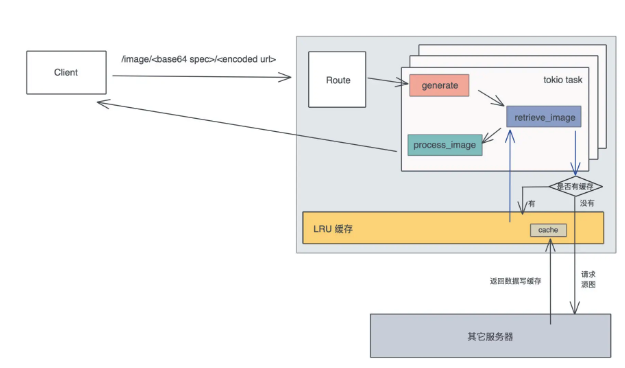 /image/<base64 spec>/<encoded url>
Client
Route
tokio task
generate
retrieve_image
process_image
是否有缓存
有
没有
LRU 缓存
cache
返回数据写缓存
请求
源图
其它服务器